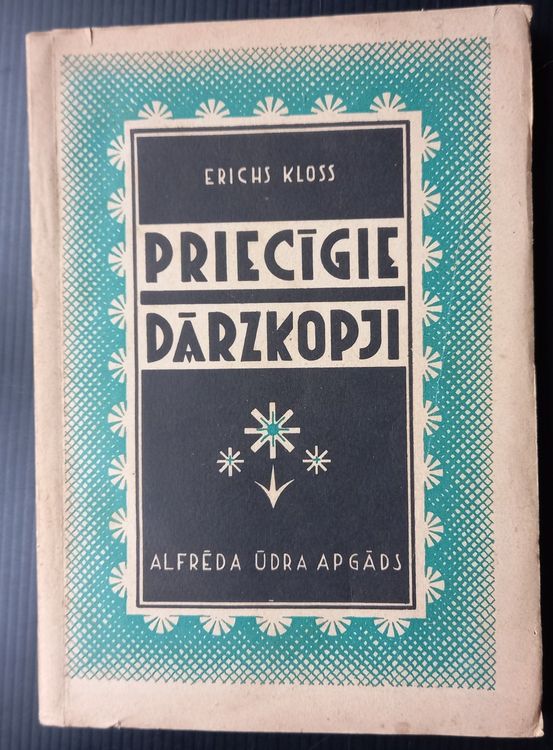 ERICHS KLOSS
PRIECĪGIE
DĀRZKOPJI
ALFRĒDA ŪDRA APGĀDS